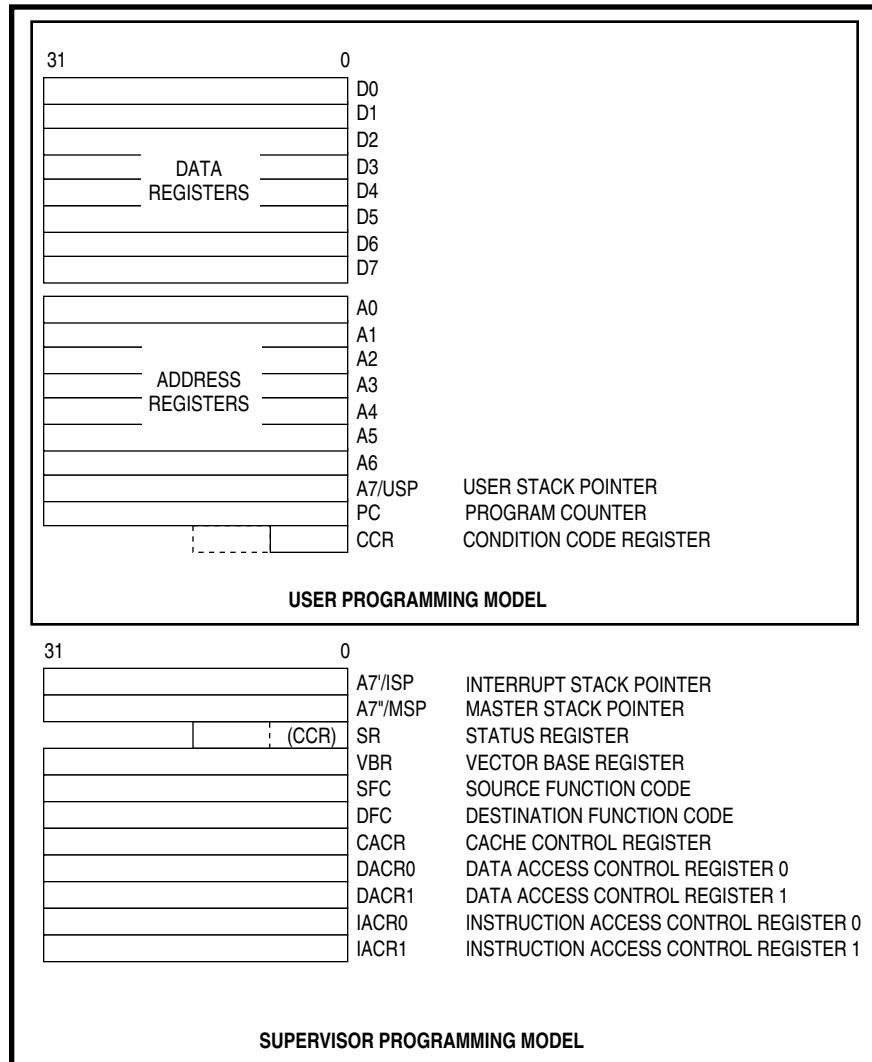 31 0
D0
D1
D2
D3
D4
D5
D6
D7
DATA
REGISTERS
A0
A1
A2
A3
A4
A5
A6
ADDRESS
REGISTERS
A7/USP USER STACK POINTER
PC PROGRAM COUNTER
CCR CONDITION CODE REGISTER
USER PROGRAMMING MODEL
31 0
A7'/ISP INTERRUPT STACK POINTER
A7"/MSP MASTER STACK POINTER
(CCR) SR STATUS REGISTER
VBR VECTOR BASE REGISTER
SFC SOURCE FUNCTION CODE
DFC DESTINATION FUNCTION CODE
CACR CACHE CONTROL REGISTER
DACR0 DATA ACCESS CONTROL REGISTER 0
DACR1 DATA ACCESS CONTROL REGISTER 1
IACR0 INSTRUCTION ACCESS CONTROL REGISTER 0
IACR1 INSTRUCTION ACCESS CONTROL REGISTER 1
SUPERVISOR PROGRAMMING MODEL